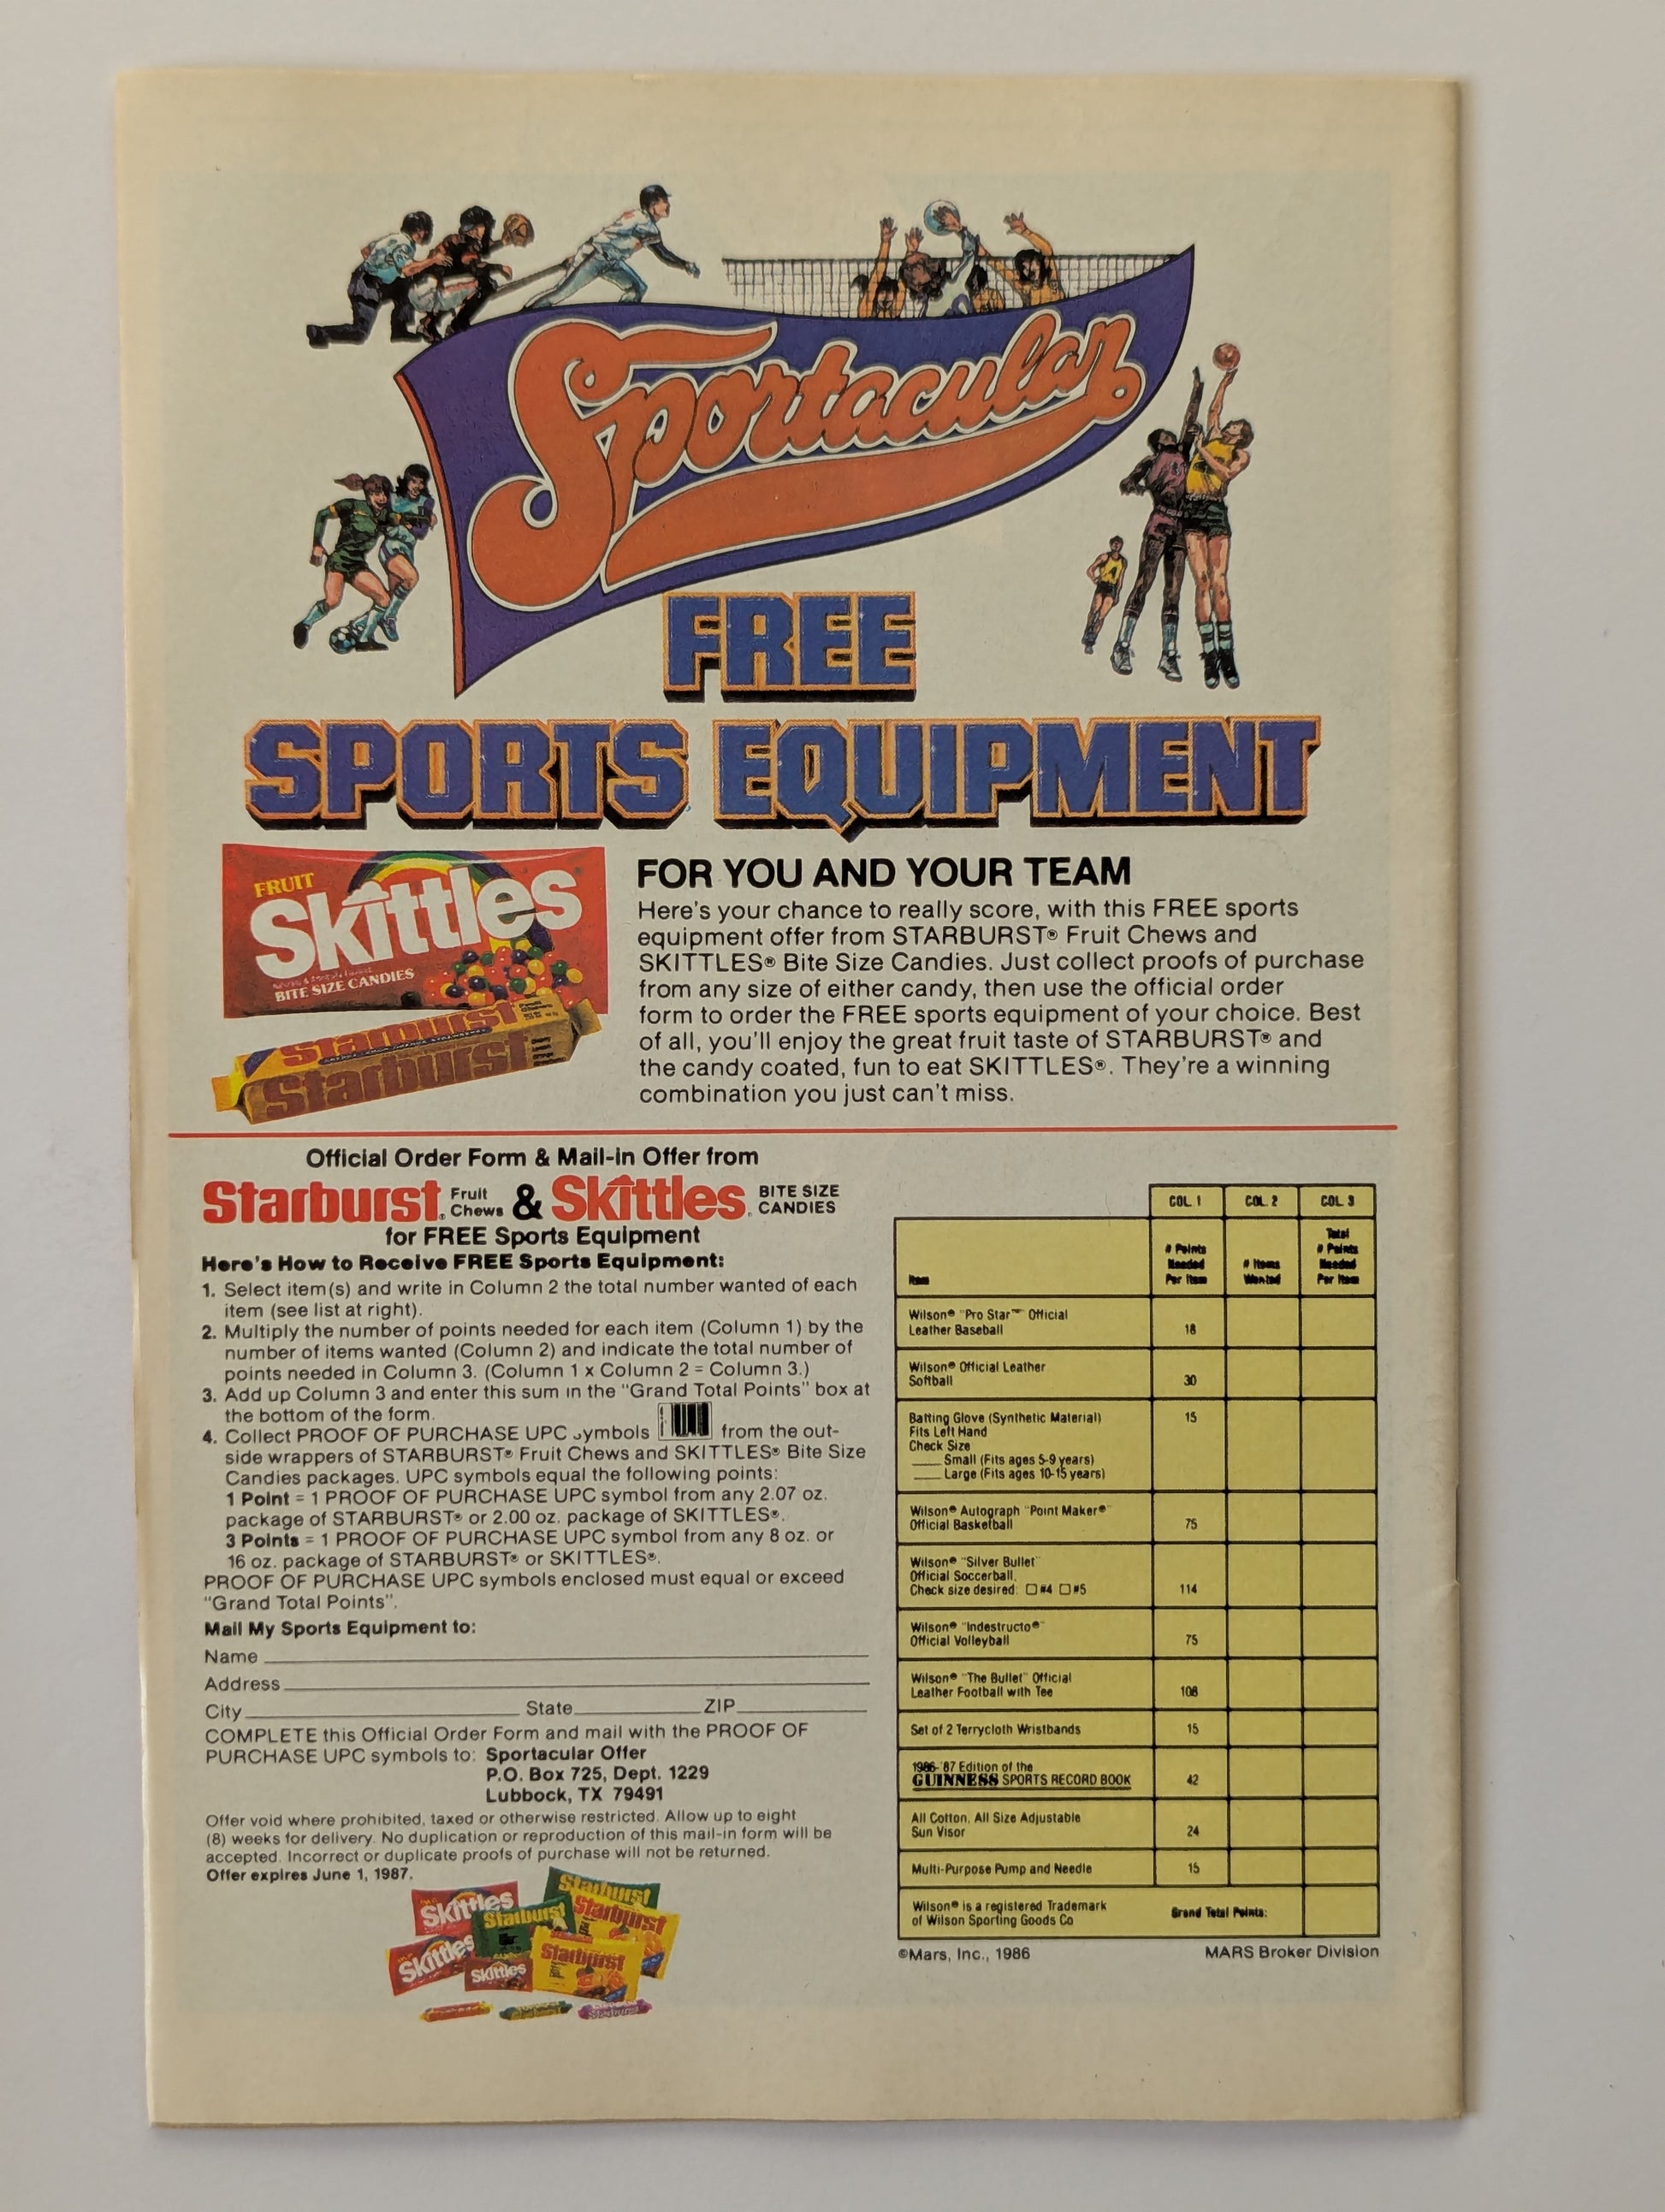 Sportacular
FREE
SPORTS EQUIPMENT
FRUIT
Skittles
BITE SIZE CANDIES
Starburst
Starburst
FOR YOU AND YOUR TEAM
Here's your chance to really score, with this FREE sports
equipment offer from STARBURST® Fruit Chews and
SKITTLES® Bite Size Candies. Just collect proofs of purchase
from any size of either candy, then use the official order
form to order the FREE sports equipment of your choice. Best
of all, you'll enjoy the great fruit taste of STARBURST® and
the candy coated, fun to eat SKITTLES®. They're a winning
combination you just can't miss.
Official Order Form & Mail-in Offer from
Starburst® Fruit Chews & Skittles® BITE SIZE CANDIES
for FREE Sports Equipment
Here's How to Receive FREE Sports Equipment:
1. Select item(s) and write in Column 2 the total number wanted of each
item (see list at right).
2. Multiply the number of points needed for each item (Column 1) by the
number of items wanted (Column 2) and indicate the total number of
points needed in Column 3. (Column 1 x Column 2 = Column 3.)
3. Add up Column 3 and enter this sum in the "Grand Total Points" box at
the bottom of the form.
4. Collect PROOF OF PURCHASE UPC symbols from the out-
side wrappers of STARBURST® Fruit Chews and SKITTLES® Bite Size
Candies packages. UPC symbols equal the following points:
1 Point = 1 PROOF OF PURCHASE UPC symbol from any 2.07 oz.
package of STARBURST® or 2.00 oz. package of SKITTLES®.
3 Points = 1 PROOF OF PURCHASE UPC symbol from any 8 oz. or
16 oz. package of STARBURST® or SKITTLES®.
PROOF OF PURCHASE UPC symbols enclosed must equal or exceed
"Grand Total Points".
Mail My Sports Equipment to:
Name
Address
City State ZIP
COMPLETE this Official Order Form and mail with the PROOF OF
PURCHASE UPC symbols to: Sportacular Offer
P.O. Box 725, Dept. 1229
Lubbock, TX 79491
Offer void where prohibited, taxed or otherwise restricted. Allow up to eight
(8) weeks for delivery. No duplication or reproduction of this mail-in form will be
accepted. Incorrect or duplicate proofs of purchase will not be returned.
Offer expires June 1, 1987.
Skittles
Starburst
Starburst
Starburst
Skittles
Skittles
Starburst
COL. 1 COL. 2 COL. 3
Item # Points Needed Per Item # Items Wanted Total # Points Needed Per Item
Wilson® "Pro Star™" Official
Leather Baseball 18
Wilson® Official Leather
Softball 30
Batting Glove (Synthetic Material) 15
Fits Left Hand
Check Size
____ Small (Fits ages 5-9 years)
____ Large (Fits ages 10-15 years)
Wilson® Autograph "Point Maker®"
Official Basketball 75
Wilson® "Silver Bullet"
Official Soccerball.
Check size desired: ☐ #4 ☐ #5 114
Wilson® "Indestructo®"
Official Volleyball 75
Wilson® "The Bullet" Official
Leather Football with Tee 108
Set of 2 Terrycloth Wristbands 15
1986-'87 Edition of the
GUINNESS SPORTS RECORD BOOK 42
All Cotton, All Size Adjustable
Sun Visor 24
Multi-Purpose Pump and Needle 15
Wilson® is a registered Trademark
of Wilson Sporting Goods Co
Grand Total Points:
©Mars, Inc., 1986 MARS Broker Division